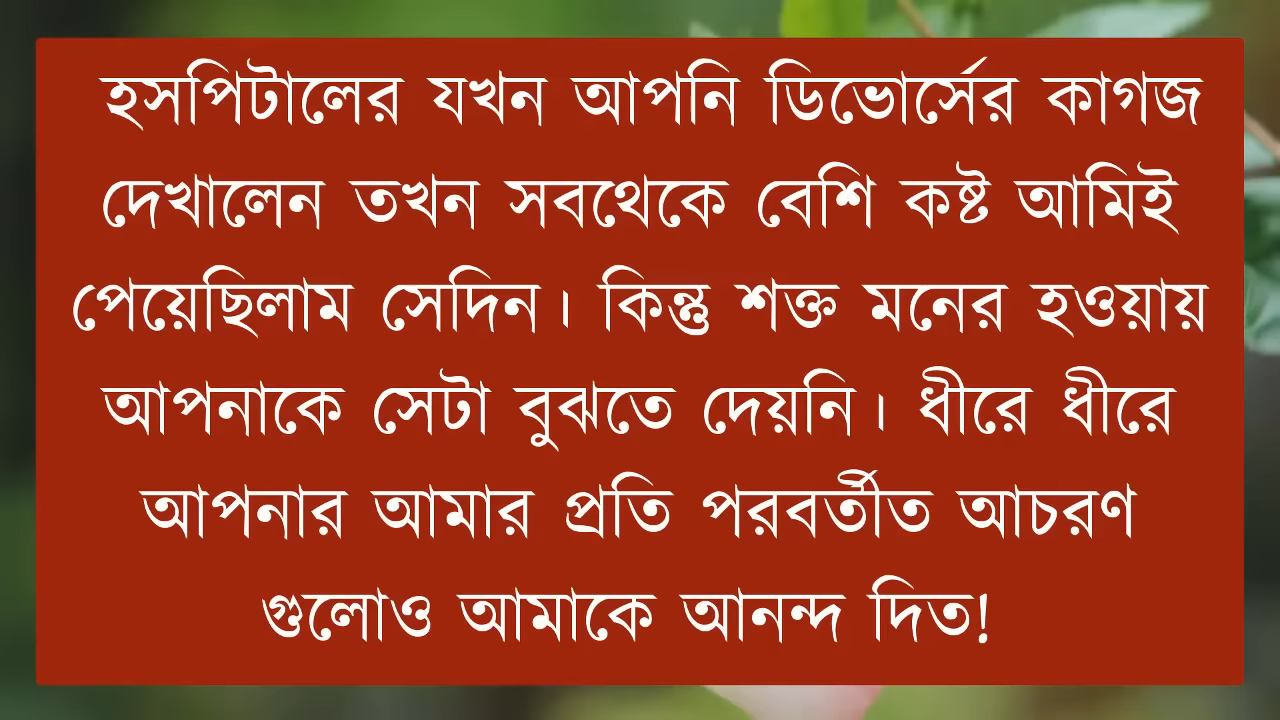 হসপিটালের যখন আপনি ডিভোর্সের কাগজ
দেখালেন তখন সবথেকে বেশি কষ্ট আমিই
পেয়েছিলাম সেদিন। কিন্তু শক্ত মনের হওয়ায়
আপনাকে সেটা বুঝতে দেয়নি। ধীরে ধীরে
আপনার আমার প্রতি পরবর্তীত আচরণ
গুলোও আমাকে আনন্দ দিত!